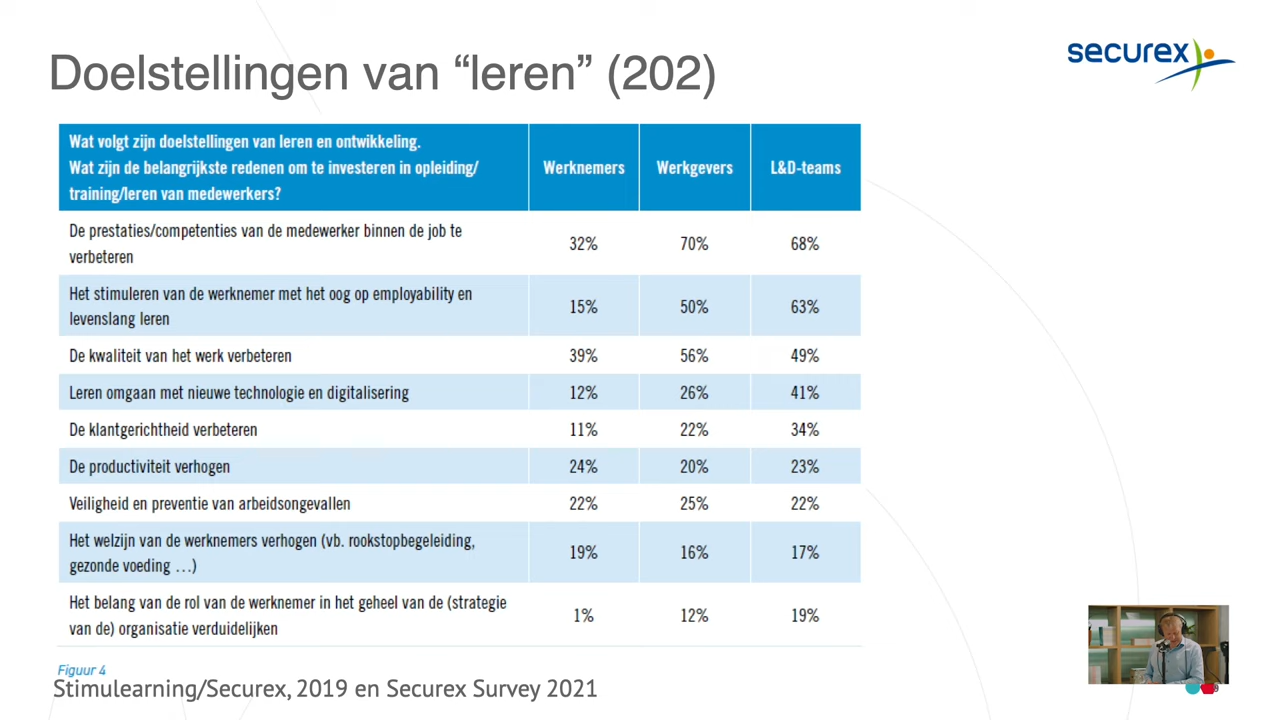 Doelstellingen van “leren” (202)
securex
Wat volgt zijn doelstellingen van leren en ontwikkeling.
Wat zijn de belangrijkste redenen om te investeren in opleiding/
training/leren van medewerkers?
Werknemers
Werkgevers
L&D-teams
De prestaties/competenties van de medewerker binnen de job te
verbeteren
32%
70%
68%
Het stimuleren van de werknemer met het oog op employability en
levenslang leren
15%
50%
63%
De kwaliteit van het werk verbeteren
39%
56%
49%
Leren omgaan met nieuwe technologie en digitalisering
12%
26%
41%
De klantgerichtheid verbeteren
11%
22%
34%
De productiviteit verhogen
24%
20%
23%
Veiligheid en preventie van arbeidsongevallen
22%
25%
22%
Het welzijn van de werknemers verhogen (vb. rookstopbegeleiding,
gezonde voeding …)
19%
16%
17%
Het belang van de rol van de werknemer in het geheel van de (strategie
van de) organisatie verduidelijken
1%
12%
19%
Figuur 4
Stimulearning/Securex, 2019 en Securex Survey 2021